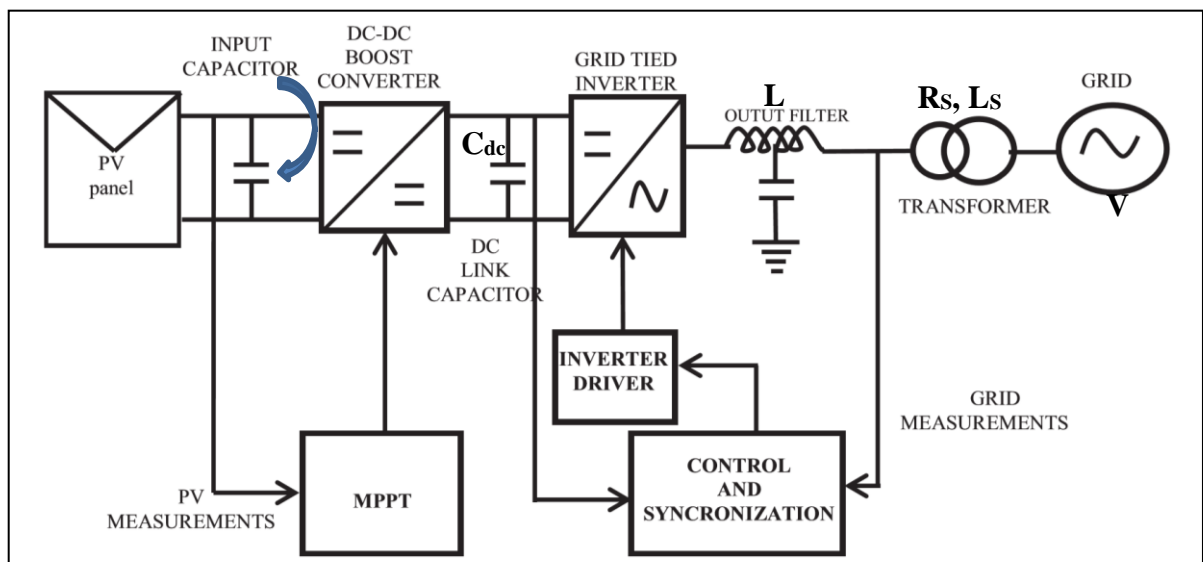 INPUT
CAPACITOR
DC-DC
BOOST
CONVERTER
GRID TIED
INVERTER
L
OUTUT FILTER
RS, LS
GRID
PV
panel
Cdc
TRANSFORMER
V
DC
LINK
CAPACITOR
INVERTER
DRIVER
GRID
MEASUREMENTS
PV
MEASUREMENTS
MPPT
CONTROL
AND
SYNCRONIZATION